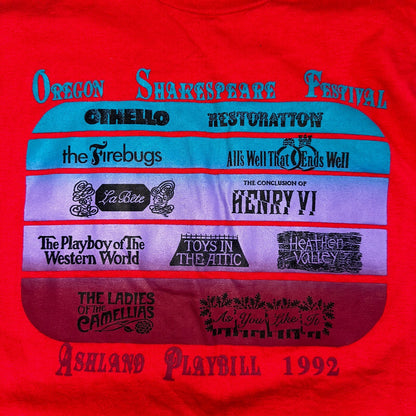 Oregon Shakespeare Festival
OTHELLO RESTORATION
the Firebugs All's Well That Ends Well
La Bête THE CONCLUSION OF HENRY VI
The Playboy of The Western World TOYS IN THE ATTIC Heathen Valley
THE LADIES OF THE CAMELLIAS As You Like It
Ashland Playbill 1992